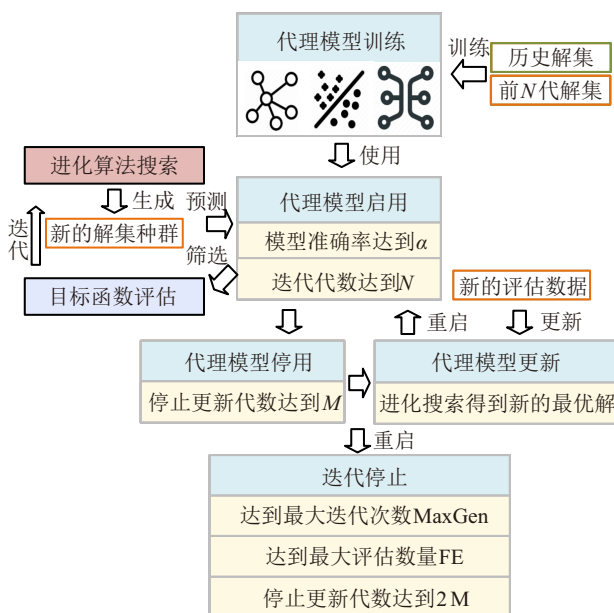 代理模型训练
训练
历史解集
前N代解集
使用
进化算法搜索
生成
预测
迭代
新的解集种群
筛选
目标函数评估
代理模型启用
模型准确率达到α
迭代代数达到N
新的评估数据
重启
更新
代理模型停用
停止更新代数达到M
代理模型更新
进化搜索得到新的最优解
重启
迭代停止
达到最大迭代次数MaxGen
达到最大评估数量FE
停止更新代数达到2 M